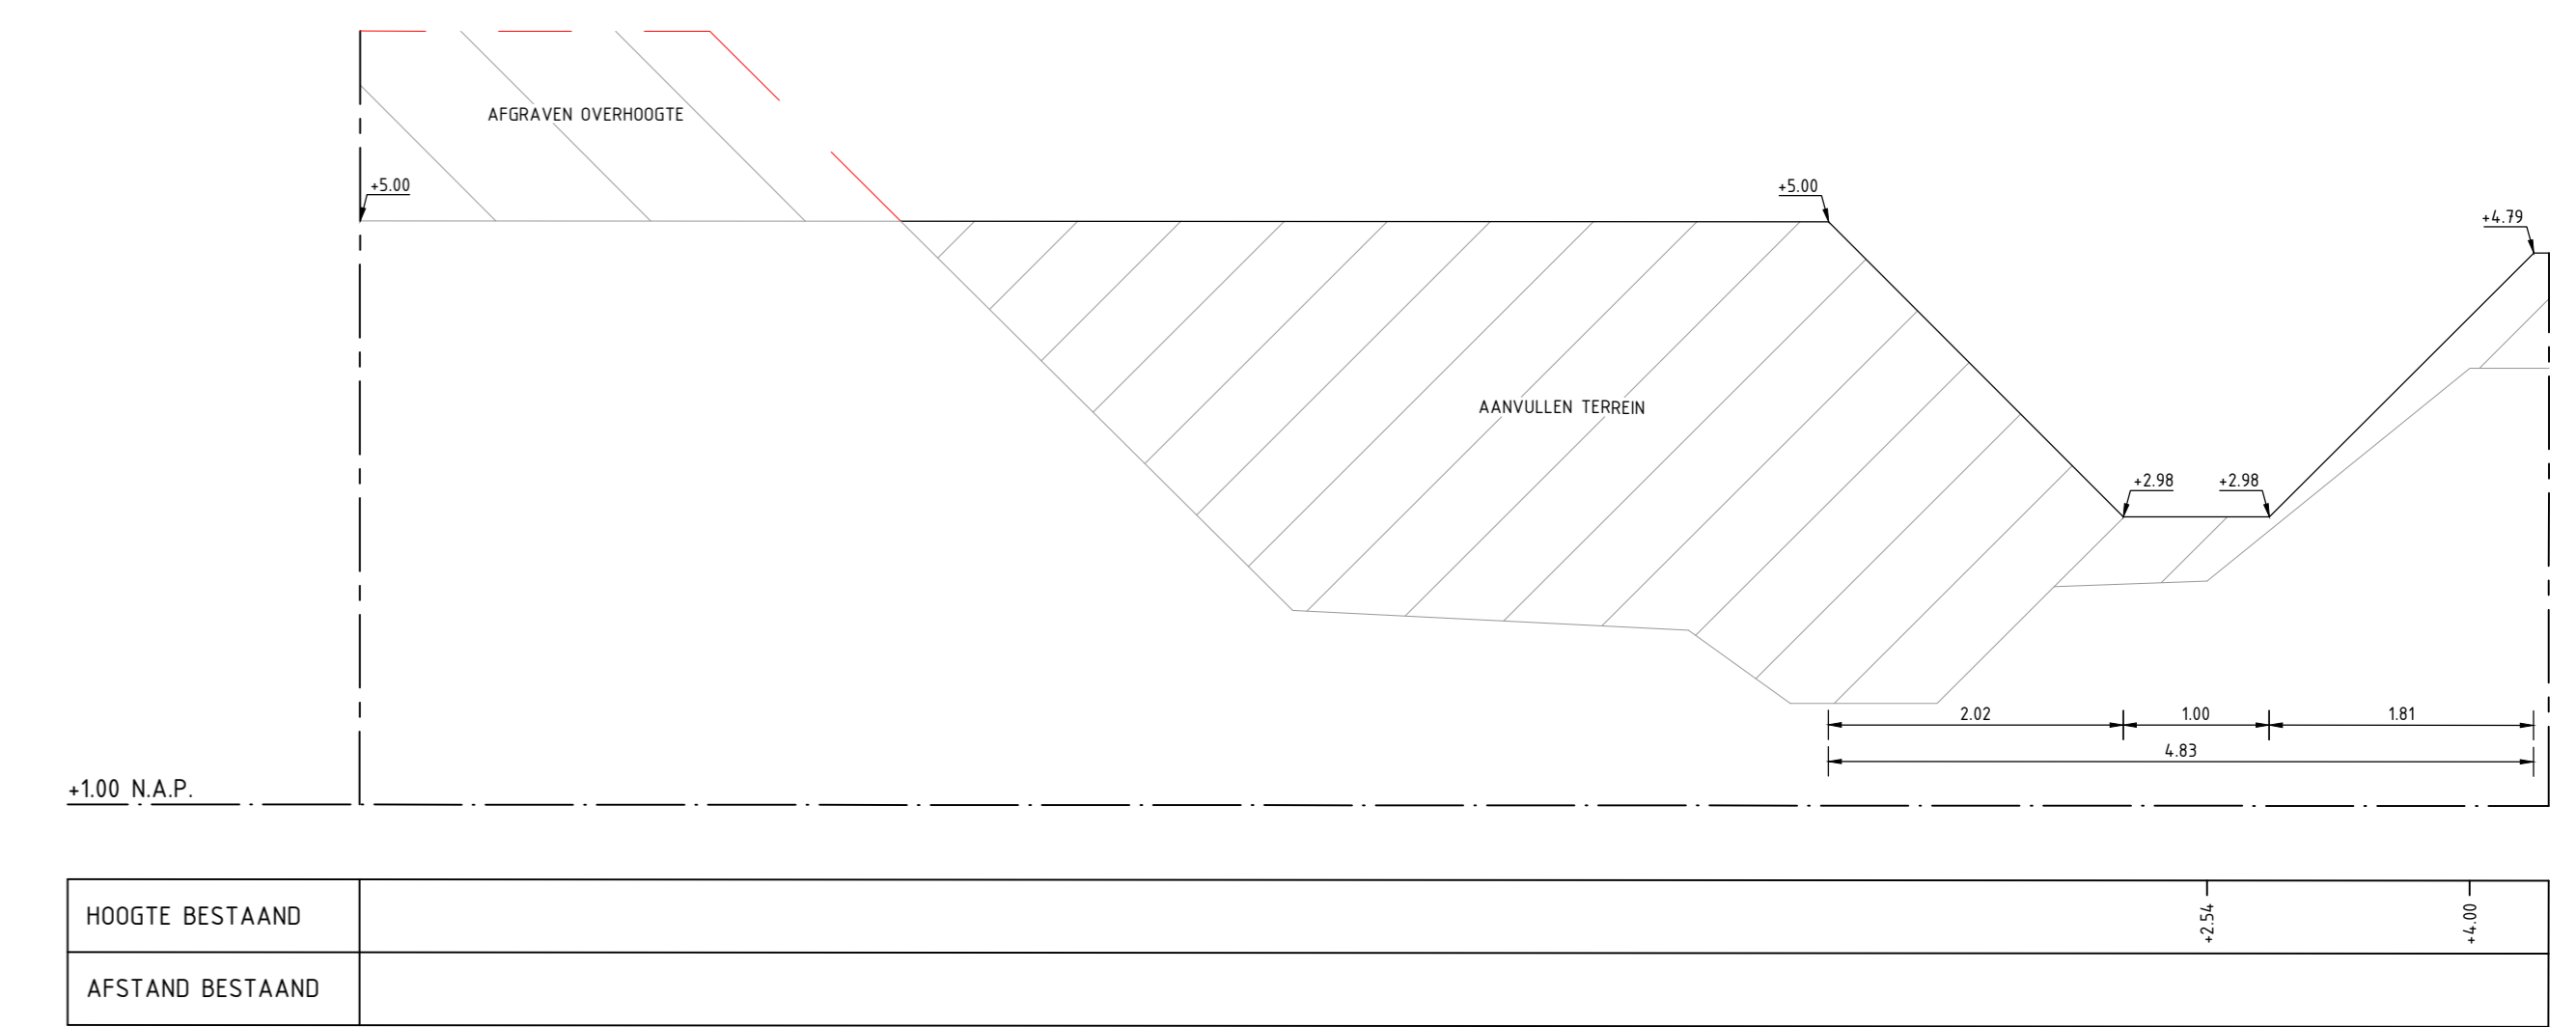 AFGRAVEN OVERHOOGTE
+5.00
+5.00
+4.79
AANVULLEN TERREIN
+2.98
+2.98
2.02
1.00
1.81
4.83
+1.00 N.A.P.
HOOGTE BESTAAND
+2.54
+4.00
AFSTAND BESTAAND